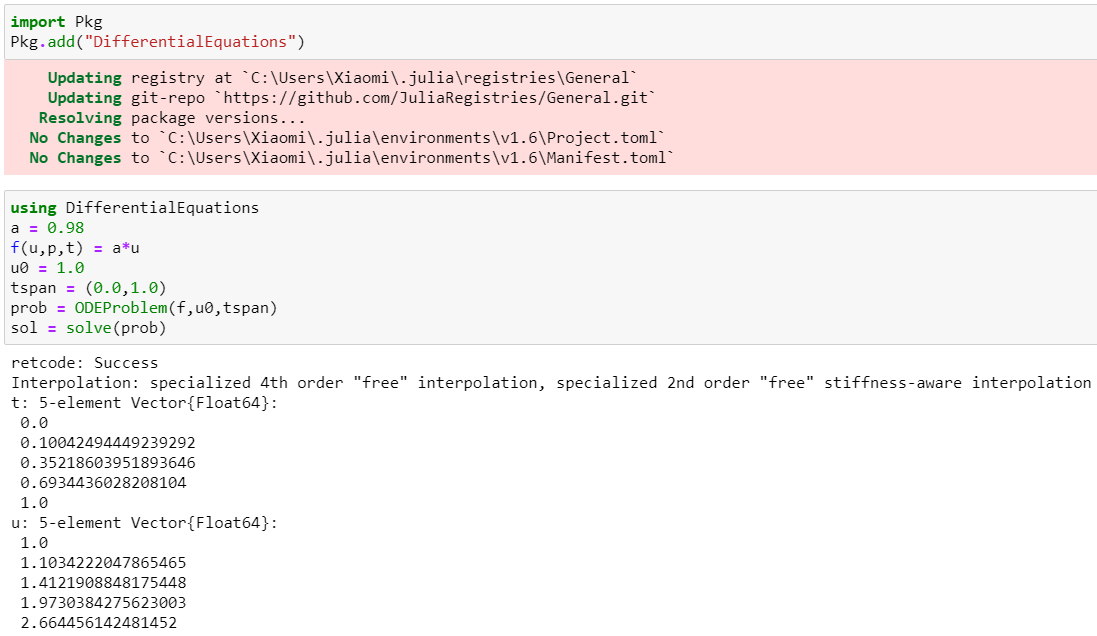 import Pkg
Pkg.add("DifferentialEquations")
Updating registry at `C:\Users\Xiaomi\.julia\registries\General`
Updating git-repo `https://github.com/JuliaRegistries/General.git`
Resolving package versions...
No Changes to `C:\Users\Xiaomi\.julia\environments\v1.6\Project.toml`
No Changes to `C:\Users\Xiaomi\.julia\environments\v1.6\Manifest.toml`
using DifferentialEquations
a = 0.98
f(u,p,t) = a*u
u0 = 1.0
tspan = (0.0,1.0)
prob = ODEProblem(f,u0,tspan)
sol = solve(prob)
retcode: Success
Interpolation: specialized 4th order "free" interpolation, specialized 2nd order "free" stiffness-aware interpolation
t: 5-element Vector{Float64}:
0.0
0.10042494449239292
0.35218603951893646
0.6934436028208104
1.0
u: 5-element Vector{Float64}:
1.0
1.1034222047865465
1.4121908848175448
1.9730384275623003
2.664456142481452